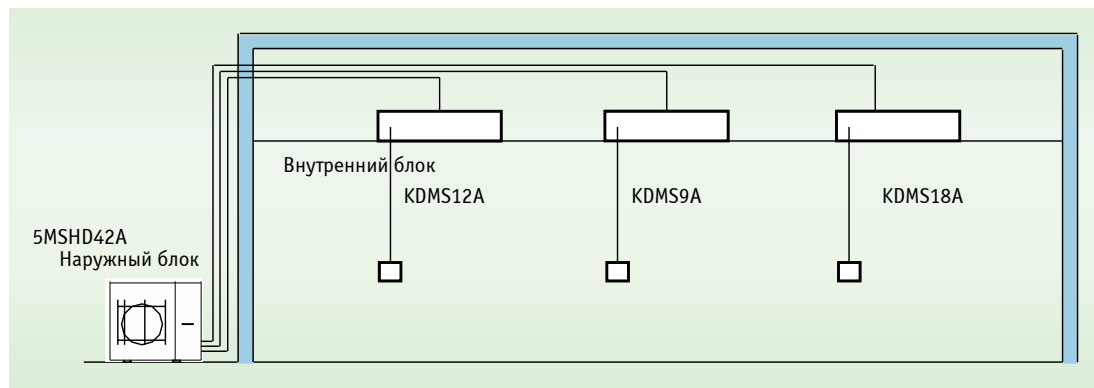 Внутренний блок
KDMS12A
KDMS9A
KDMS18A
5MSHD42A
Наружный блок